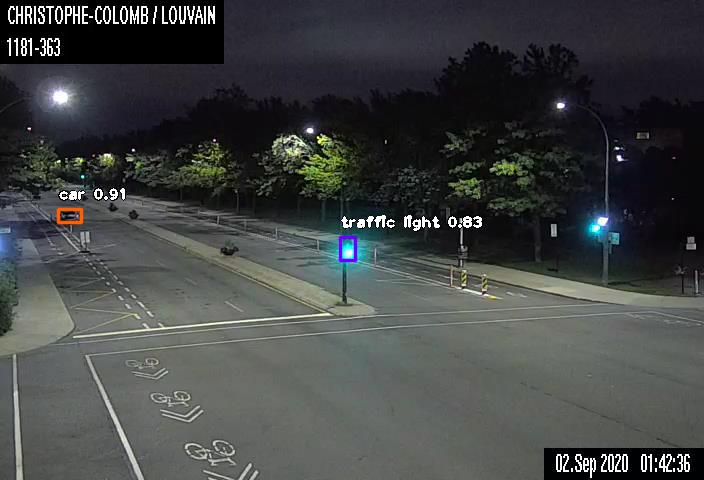 CHRISTOPHE-COLOMB / LOUVAIN
1181-363
car 0.91
traffic light 0.83
02.Sep 2020 01:42:36